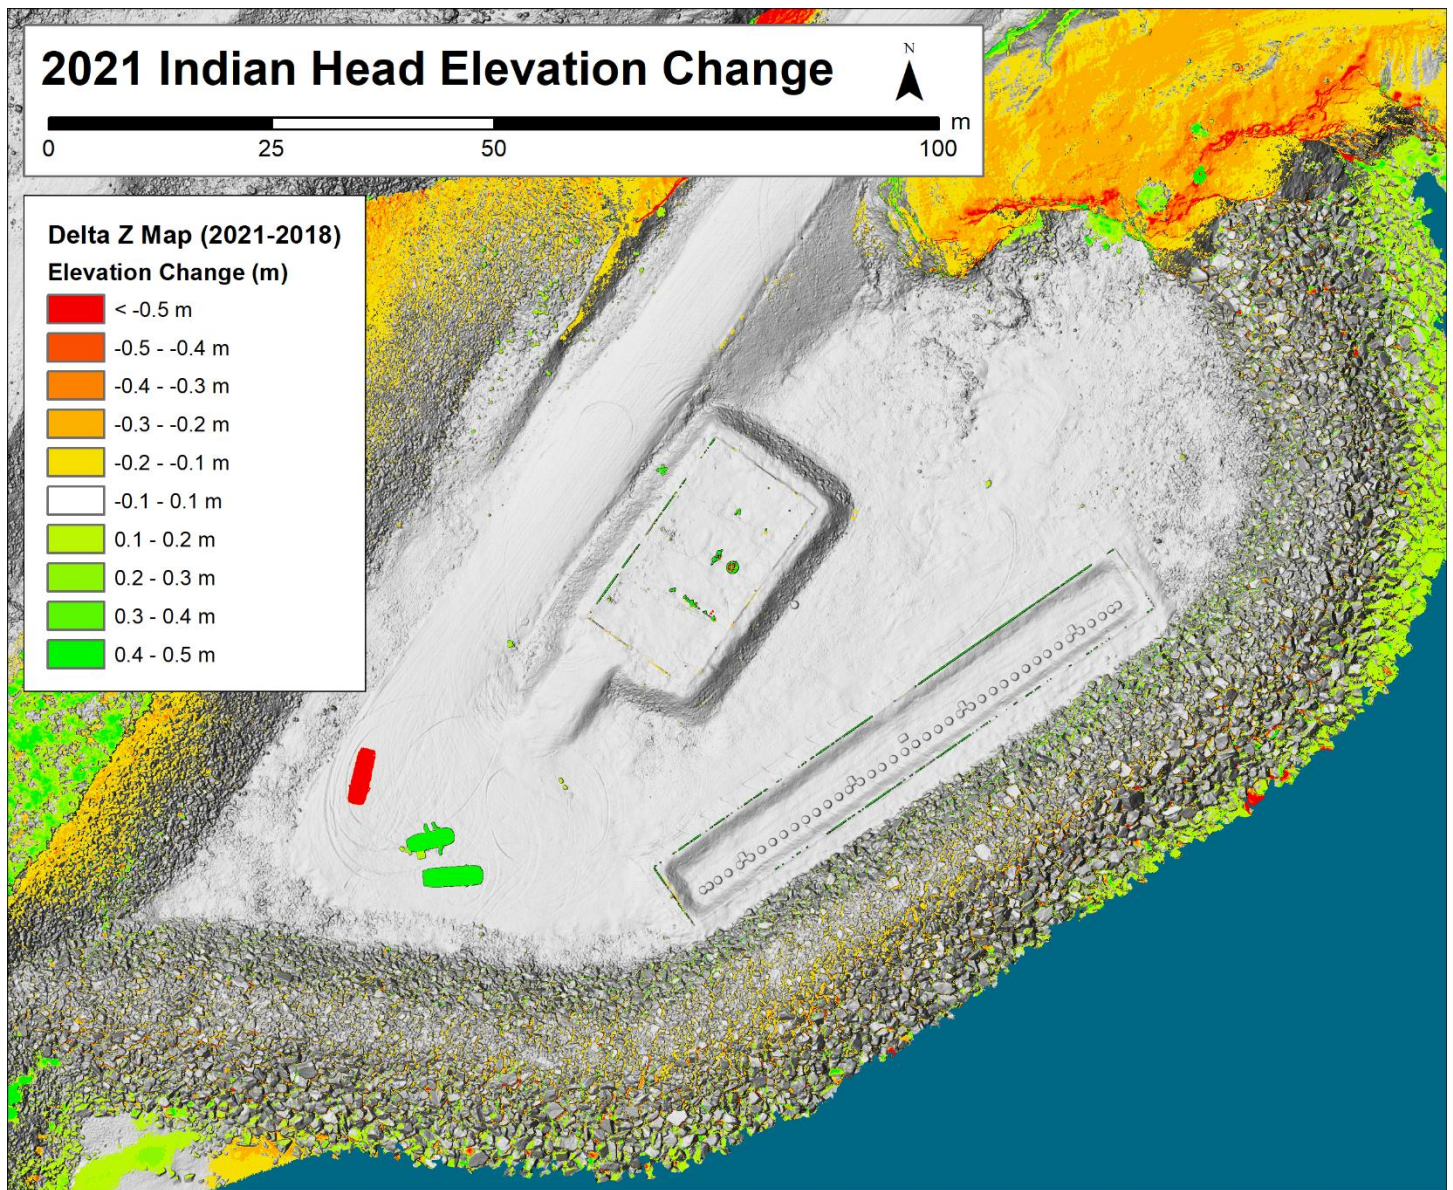 2021 Indian Head Elevation Change
N
m
0 25 50 100
Delta Z Map (2021-2018)
Elevation Change (m)
< -0.5 m
-0.5 - -0.4 m
-0.4 - -0.3 m
-0.3 - -0.2 m
-0.2 - -0.1 m
-0.1 - 0.1 m
0.1 - 0.2 m
0.2 - 0.3 m
0.3 - 0.4 m
0.4 - 0.5 m